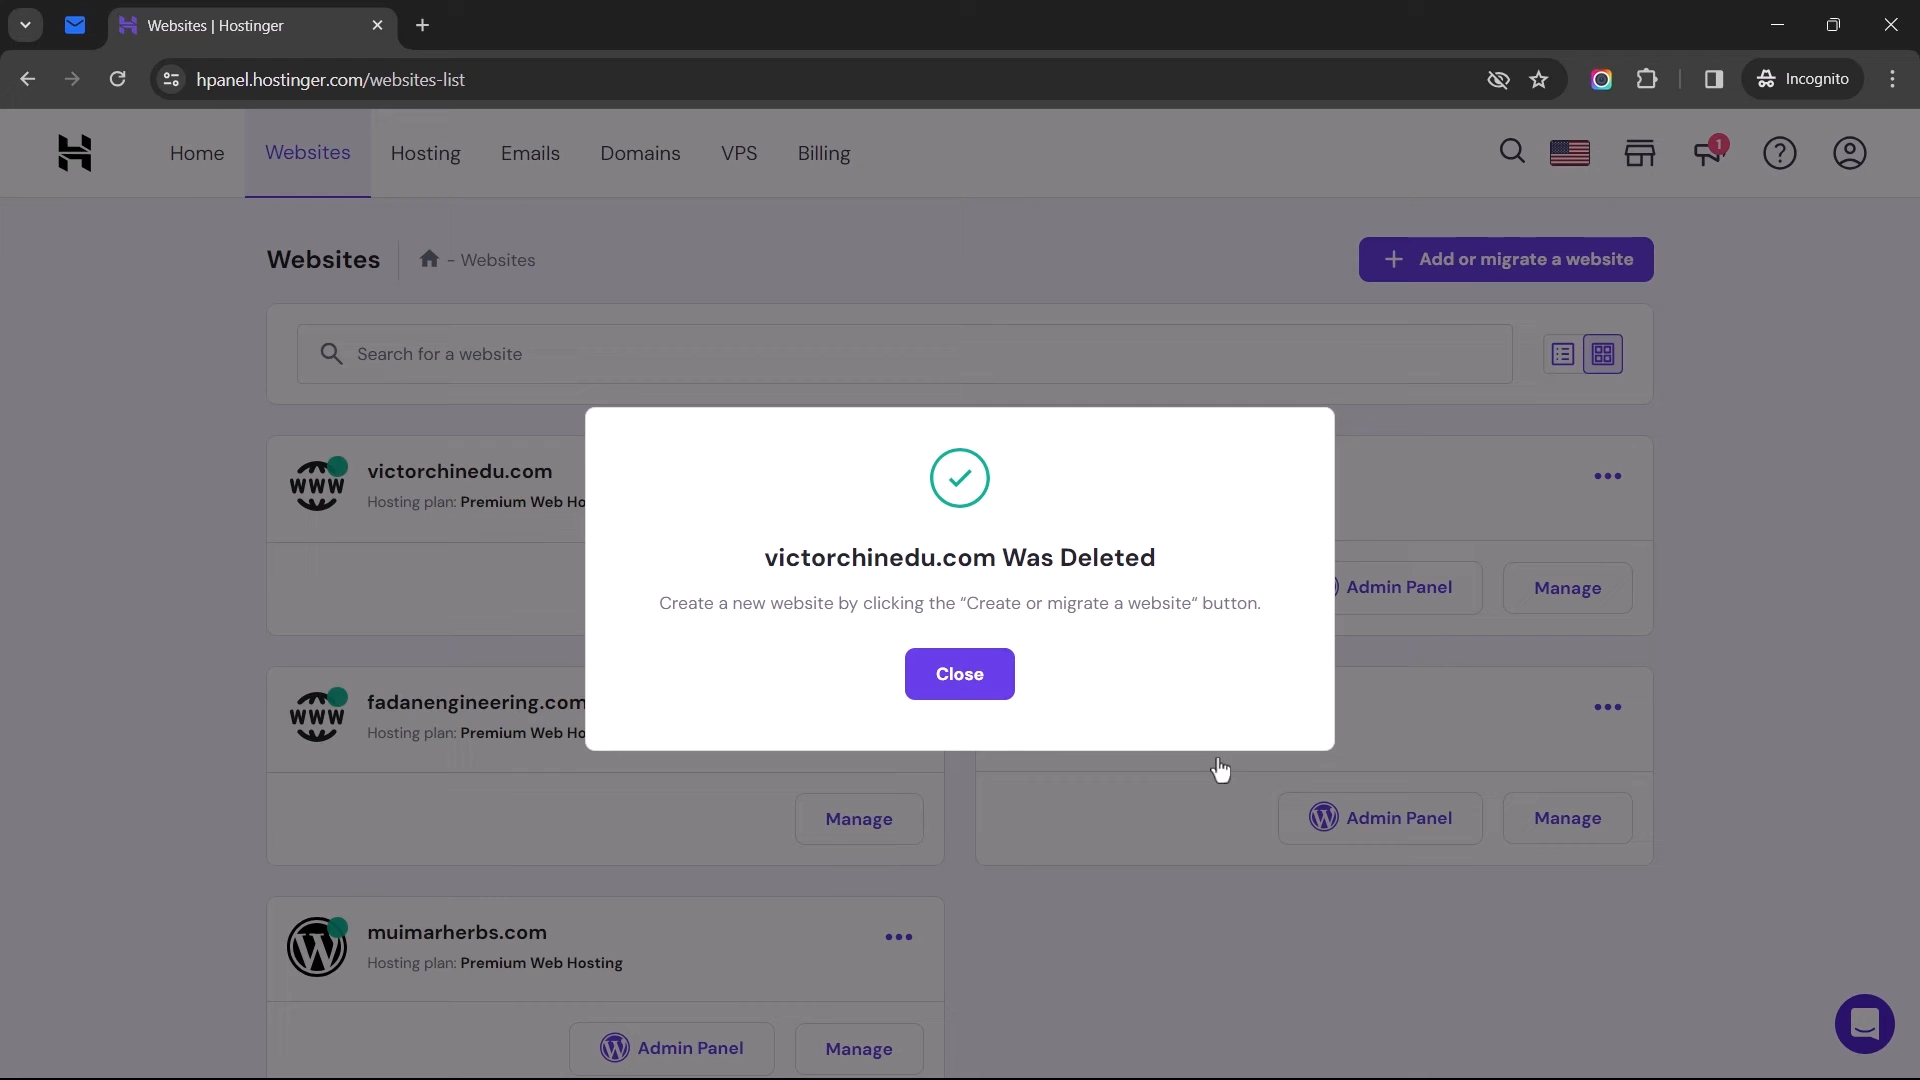 Websites | Hostinger
hpanel.hostinger.com/websites-list
Incognito
Home
Websites
Hosting
Emails
Domains
VPS
Billing
1
Websites
- Websites
Add or migrate a website
Search for a website
WWW
victorchinedu.com
Hosting plan: Premium Web Ho
victorchinedu.com Was Deleted
Create a new website by clicking the “Create or migrate a website“ button.
Close
Admin Panel
Manage
WWW
fadanengineering.com
Hosting plan: Premium Web Ho
Manage
Admin Panel
Manage
muimarherbs.com
Hosting plan: Premium Web Hosting
Admin Panel
Manage